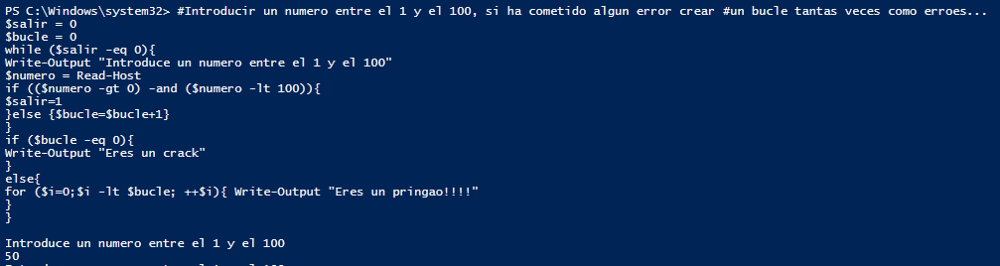 PS C:\Windows\system32> #Introducir un numero entre el 1 y el 100, si ha cometido algun error crear #un bucle tantas veces como erroes...
$salir = 0
$bucle = 0
while ($salir -eq 0){
Write-Output "Introduce un numero entre el 1 y el 100"
$numero = Read-Host
if (($numero -gt 0) -and ($numero -lt 100)){
$salir=1
}else {$bucle=$bucle+1}
}
if ($bucle -eq 0){
Write-Output "Eres un crack"
}
else{
for ($i=0;$i -lt $bucle; ++$i){ Write-Output "Eres un pringao!!!!"
}
}
Introduce un numero entre el 1 y el 100
50